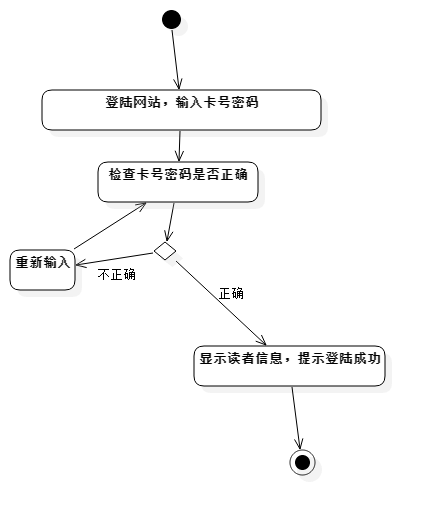 登陆网站，输入卡号密码
检查卡号密码是否正确
重新输入
不正确
正确
显示读者信息，提示登陆成功